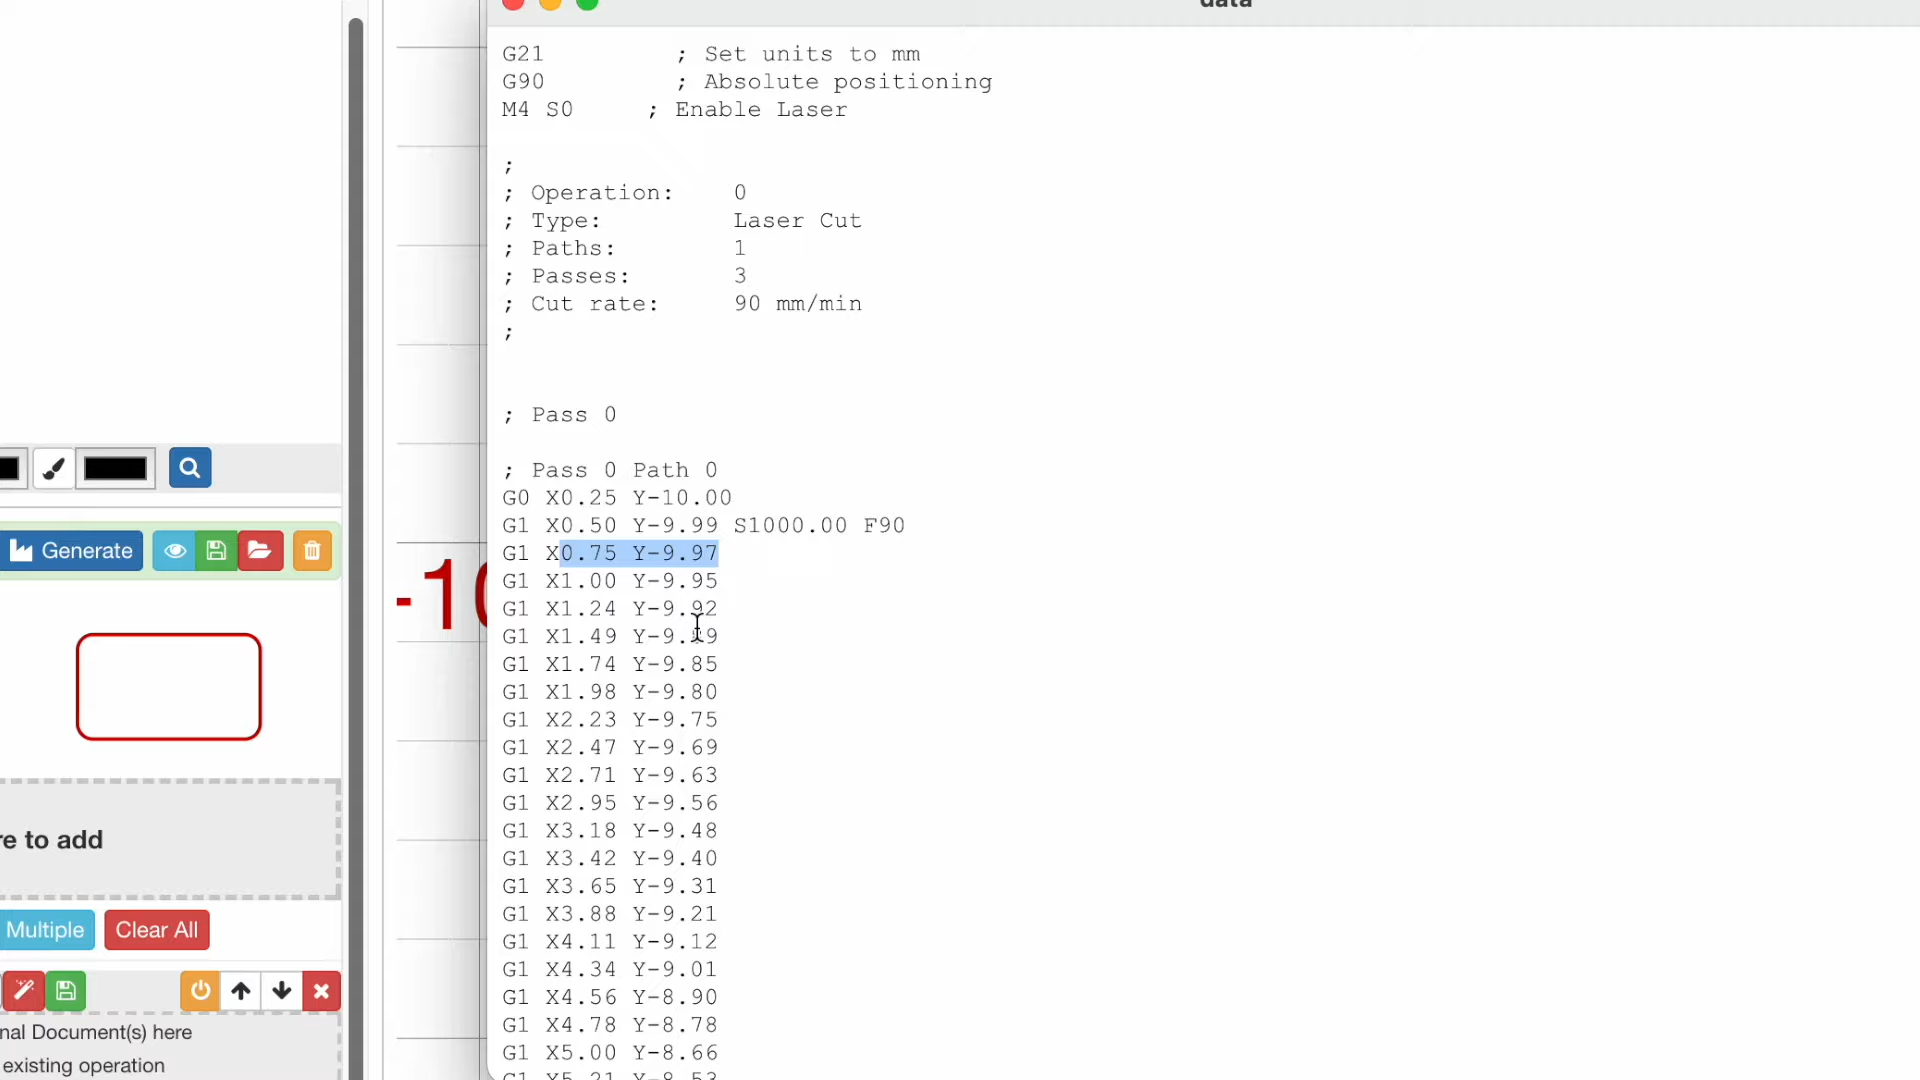 data
G21 ; Set units to mm
G90 ; Absolute positioning
M4 S0 ; Enable Laser
;
; Operation: 0
; Type: Laser Cut
; Paths: 1
; Passes: 3
; Cut rate: 90 mm/min
;
; Pass 0
; Pass 0 Path 0
G0 X0.25 Y-10.00
G1 X0.50 Y-9.99 S1000.00 F90
G1 X0.75 Y-9.97
G1 X1.00 Y-9.95
G1 X1.24 Y-9.92
G1 X1.49
G1 X1.74 Y-9.85
G1 X1.98 Y-9.80
G1 X2.23 Y-9.75
G1 X2.47 Y-9.69
G1 X2.71 Y-9.63
G1 X2.95 Y-9.56
G1 X3.18 Y-9.48
G1 X3.42 Y-9.40
G1 X3.65 Y-9.31
G1 X3.88 Y-9.21
G1 X4.11 Y-9.12
G1 X4.34 Y-9.01
G1 X4.56 Y-8.90
G1 X4.78 Y-8.78
G1 X5.00 Y-8.66
G1 X5.21 Y-8.53
Generate
-10
re to add
Multiple
Clear All
nal Document(s) here
existing operation